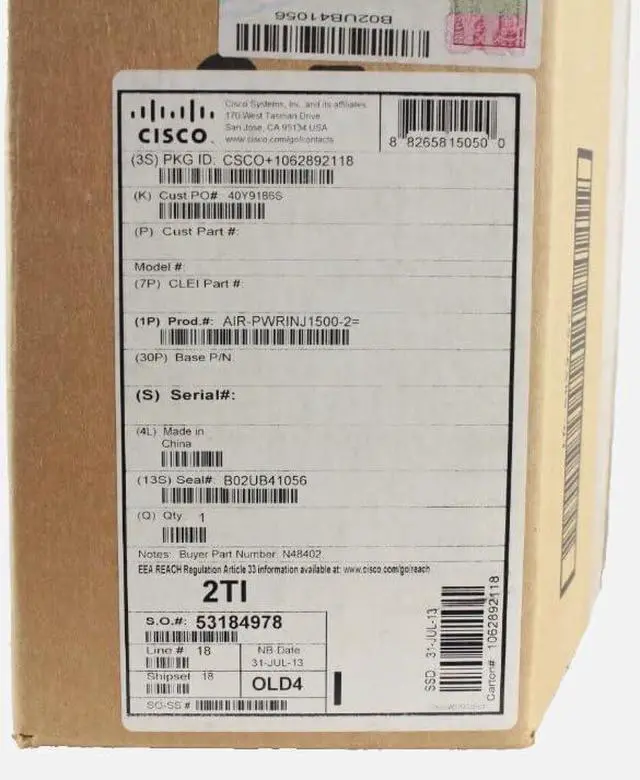 B02UB41056
CISCO
Cisco Systems, Inc. and its affiliates
170 West Tasman Drive
San Jose, CA 95134 USA
www.cisco.com/go/contacts
8 82658 15050 0
(3S) PKG ID: CSCO+1062892118
(K) Cust PO# 40Y9186S
(P) Cust Part #:
Model #:
(7P) CLEI Part #:
(1P) Prod.#: AIR-PWRINJ1500-2=
(30P) Base P/N:
(S) Serial#:
(4L) Made in
China
(13S) Seal#: B02UB41056
(Q) Qty 1
Notes: Buyer Part Number: N48402
EEA REACH Regulation Article 33 information available at: www.cisco.com/go/reach
2TI
S.O.#: 53184978
Line # 18
NB-Date
31-JUL-13
Shipset 18
OLD4
SO-SS #
SSD: 31-JUL-13
Carton#: 1062892118